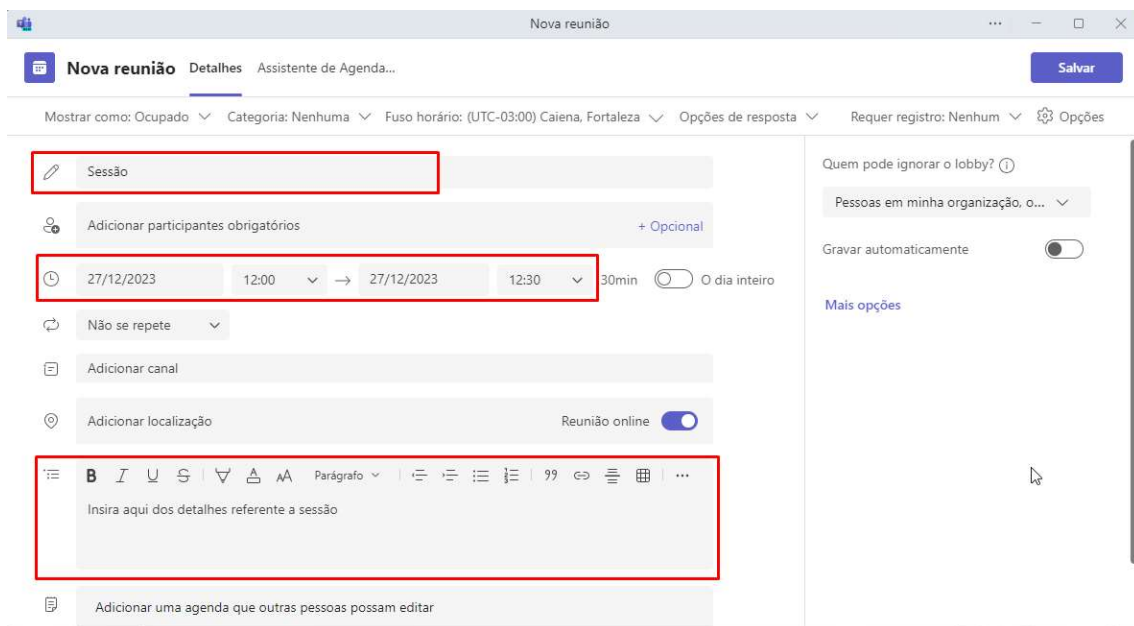 Nova reunião
Nova reunião Detalhes Assistente de Agenda... Salvar
Mostrar como: Ocupado Categoria: Nenhuma Fuso horário: (UTC-03:00) Caiena, Fortaleza Opções de resposta Requer registro: Nenhum Opções
Sessão
Adicionar participantes obrigatórios + Opcional
27/12/2023 12:00 → 27/12/2023 12:30 30min O dia inteiro
Não se repete
Adicionar canal
Adicionar localização Reunião online
B I U S A AA Parágrafo 99 ...
Insira aqui dos detalhes referente a sessão
Adicionar uma agenda que outras pessoas possam editar
Quem pode ignorar o lobby?
Pessoas em minha organização, o...
Gravar automaticamente
Mais opções